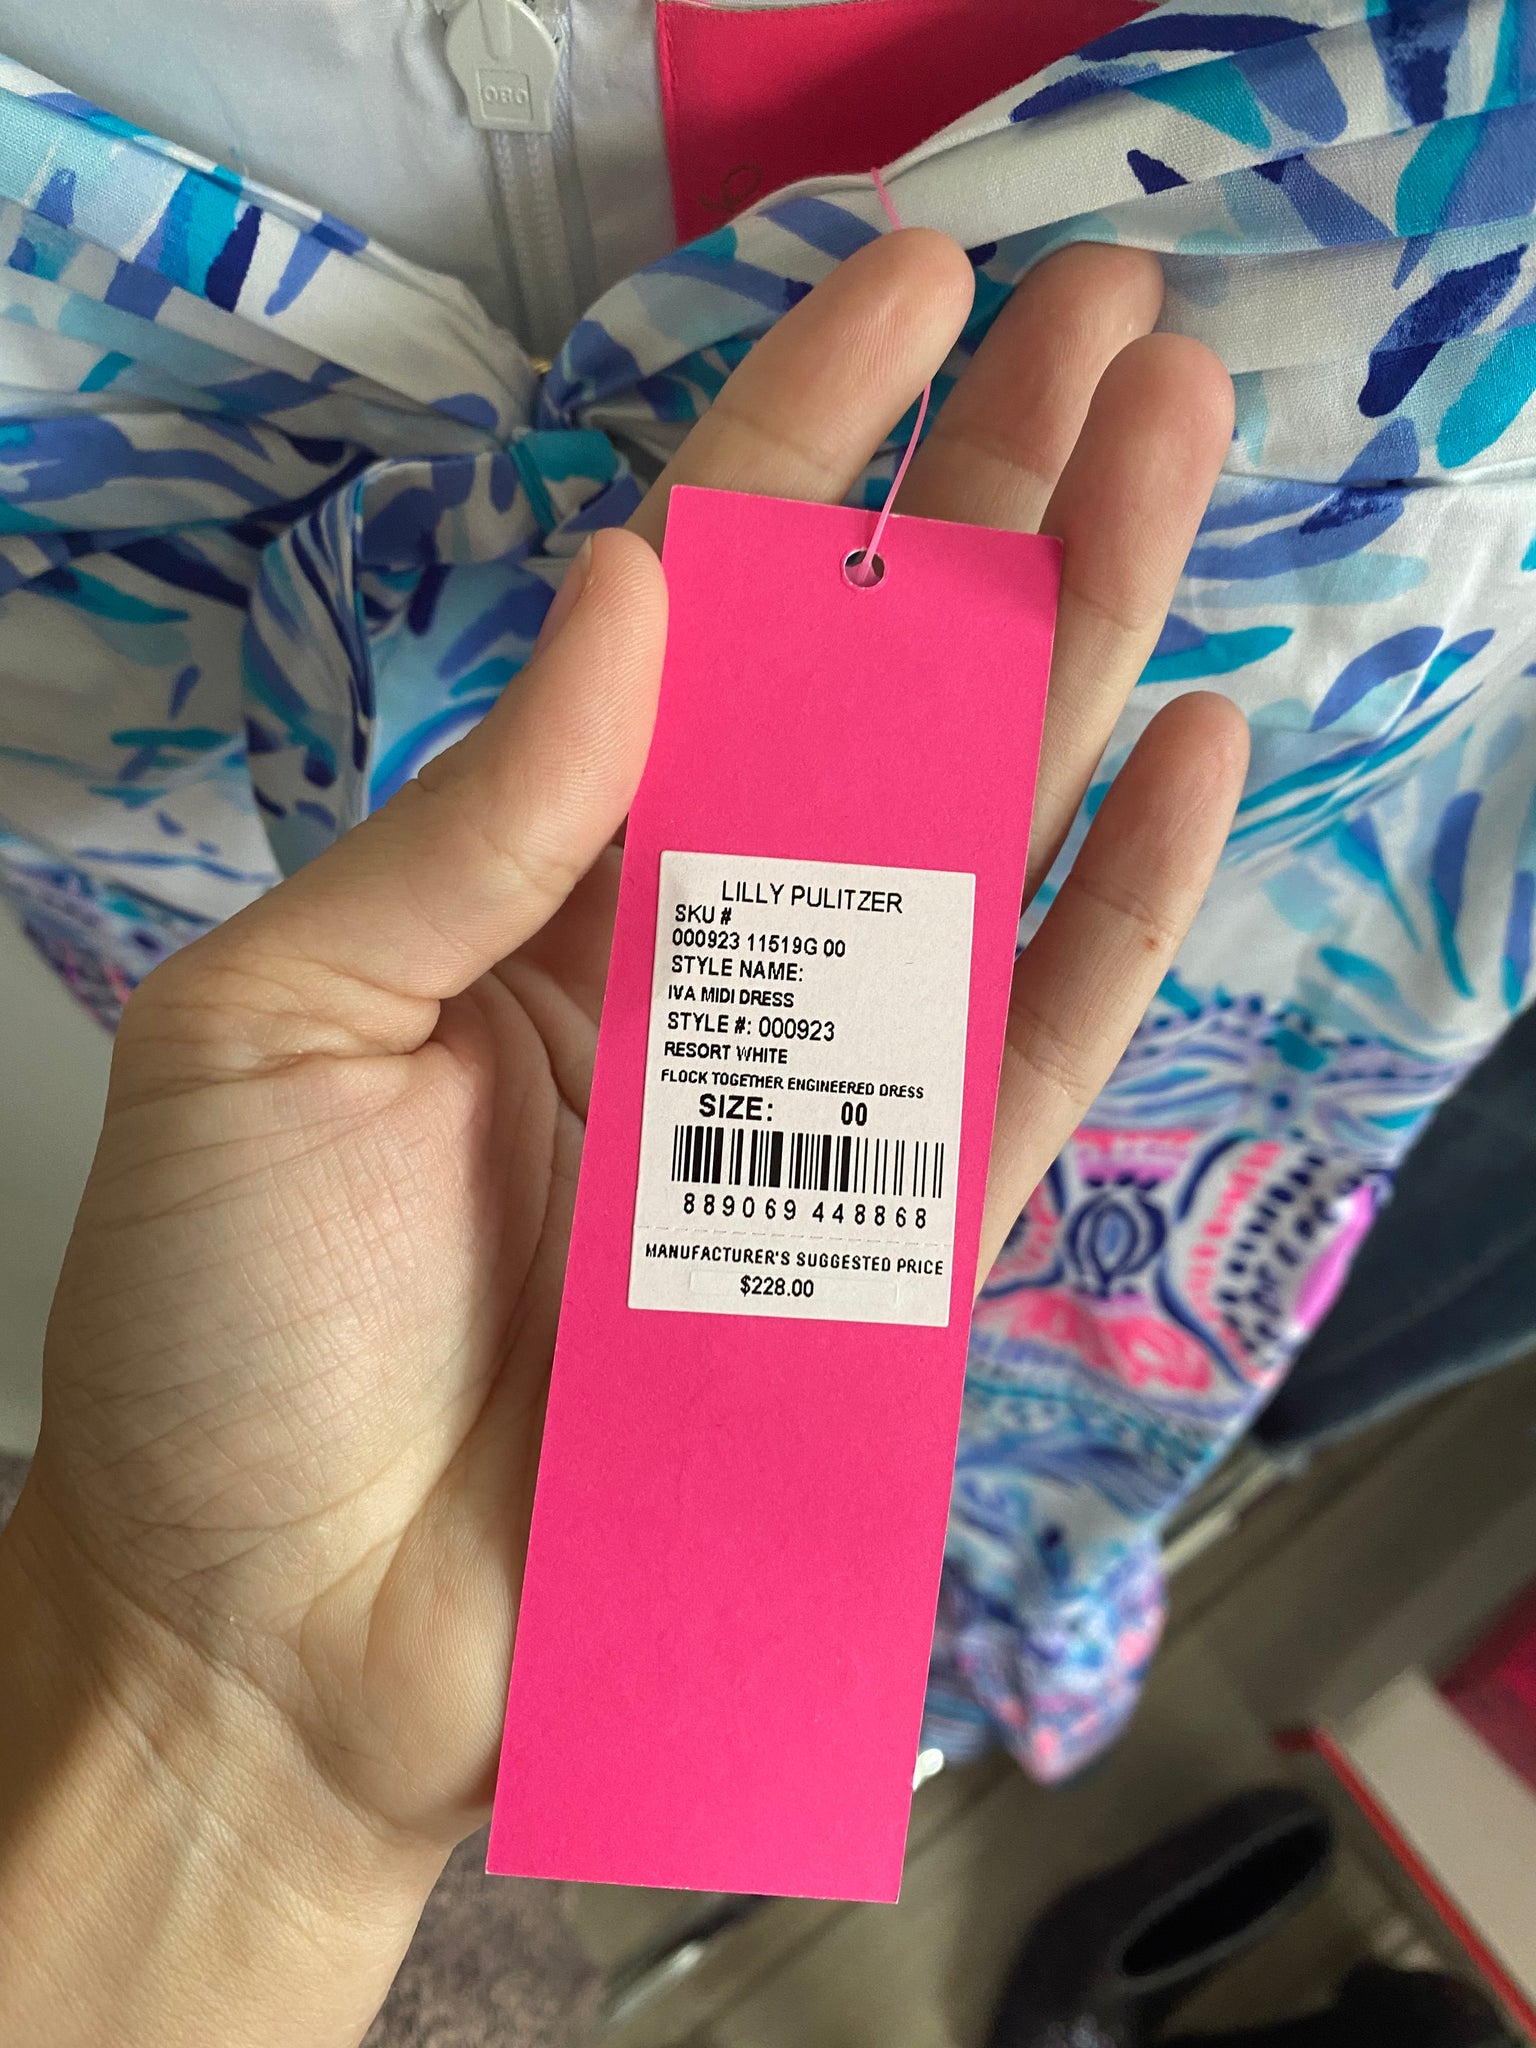 OBO
LILLY PULITZER
SKU #
000923 11519G 00
STYLE NAME:
IVA MIDI DRESS
STYLE #: 000923
RESORT WHITE
FLOCK TOGETHER ENGINEERED DRESS
SIZE: 00
889069 448868
MANUFACTURER'S SUGGESTED PRICE
$228.00